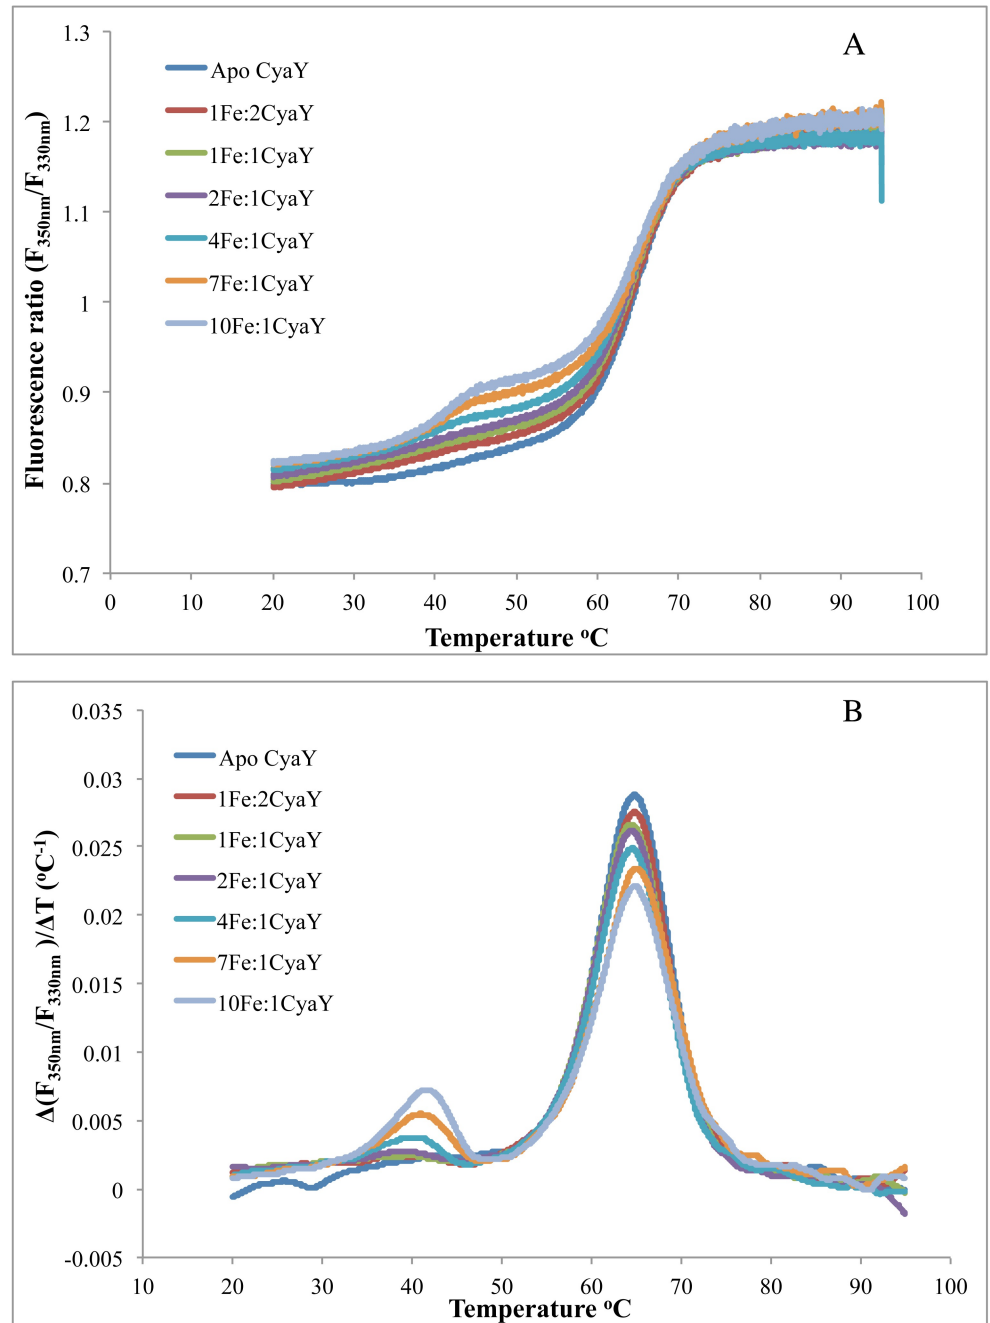 A
1.3
1.2
1.1
1
0.9
0.8
0.7
Fluorescence ratio (F350nm/F330nm)
Apo CyaY
1Fe:2CyaY
1Fe:1CyaY
2Fe:1CyaY
4Fe:1CyaY
7Fe:1CyaY
10Fe:1CyaY
0 10 20 30 40 50 60 70 80 90 100
Temperature ºC
B
0.035
0.03
0.025
0.02
0.015
0.01
0.005
0
-0.005
Δ(F350nm/F330nm )/ΔT (ºC-1)
Apo CyaY
1Fe:2CyaY
1Fe:1CyaY
2Fe:1CyaY
4Fe:1CyaY
7Fe:1CyaY
10Fe:1CyaY
10 20 30 40 50 60 70 80 90 100
Temperature ºC